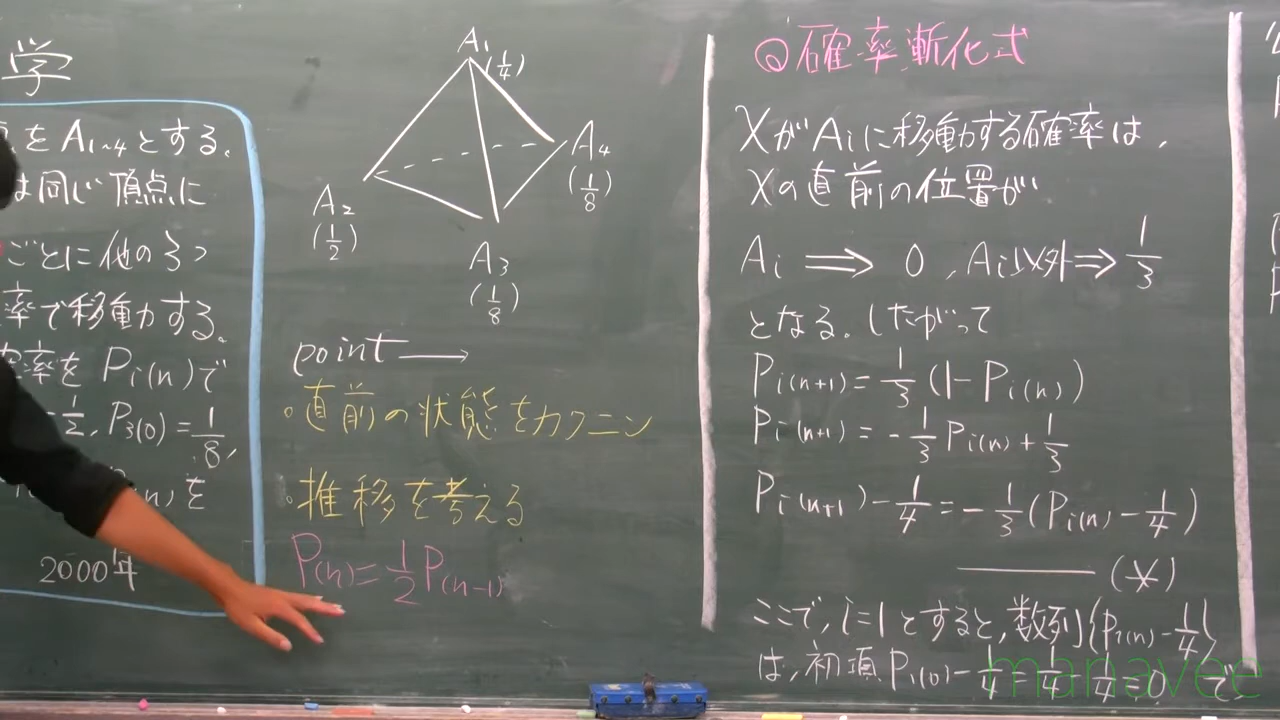 学
をA1~4とする。
は同じ頂点に
ごとに他の3つ
率で移動する。
率をPi(n)で
1/2, P3(0)=1/8,
を
2000年
A1(1/4)
A2
(1/2)
A4
(1/8)
A3
(1/8)
point→
○直前の状態をカクニン
○推移を考える
P(n)=1/2P(n-1)
◎確率漸化式
XがAiに移動する確率は,
Xの直前の位置が
Ai ⇒ 0, Ai以外⇒1/3
となる。したがって
Pi(n+1)=1/3(1-Pi(n))
Pi(n+1)=-1/3Pi(n)+1/3
Pi(n+1)-1/4=-1/3(Pi(n)-1/4)
(※)
ここで, i=1とすると, 数列{P1(n)-1/4}
は, 初項P1(0)-1/4=1/4-1/4=0で,
manavee